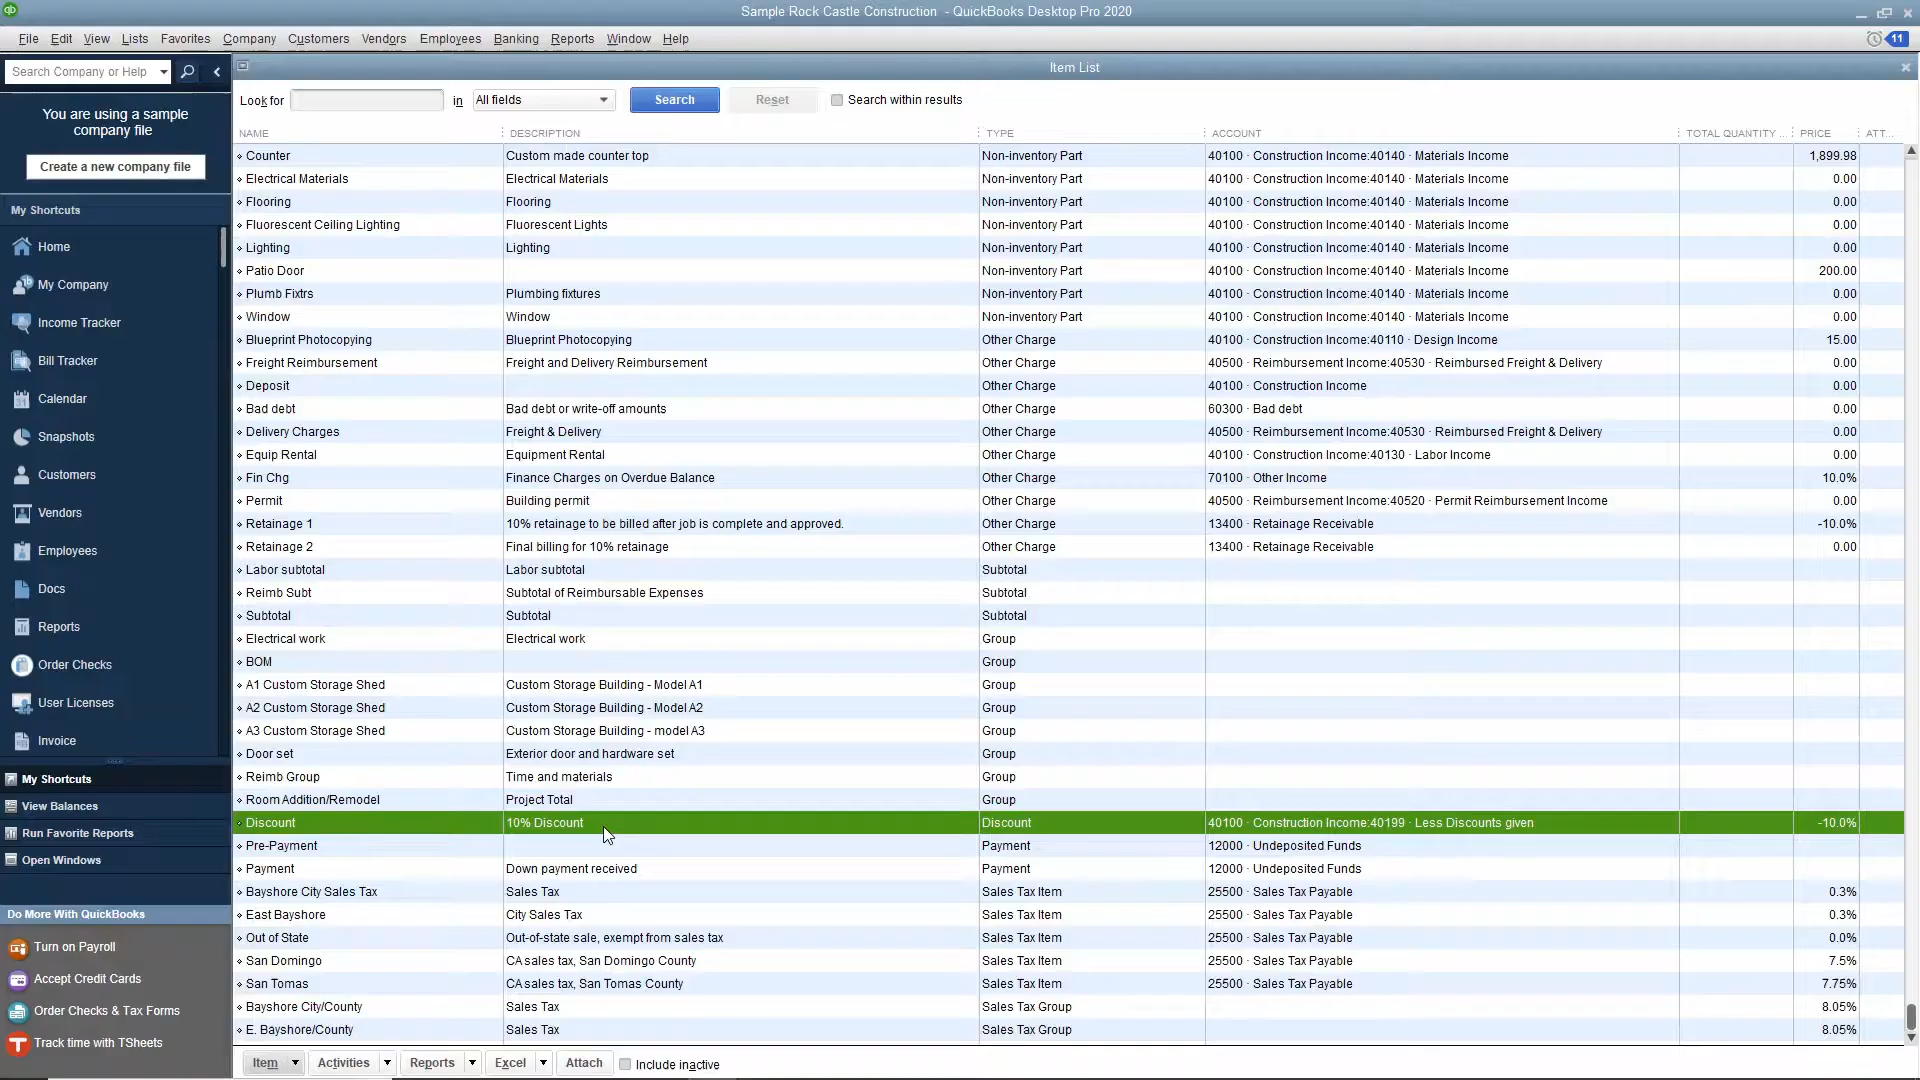 Sample Rock Castle Construction - QuickBooks Desktop Pro 2020
File Edit View Lists Favorites Company Customers Vendors Employees Banking Reports Window Help
11
Search Company or Help
You are using a sample
company file
Create a new company file
My Shortcuts
Home
My Company
Income Tracker
Bill Tracker
Calendar
Snapshots
Customers
Vendors
Employees
Docs
Reports
Order Checks
User Licenses
Invoice
My Shortcuts
View Balances
Run Favorite Reports
Open Windows
Do More With QuickBooks
Turn on Payroll
Accept Credit Cards
Order Checks & Tax Forms
Track time with TSheets
Item List
Look for in All fields Search Reset Search within results
NAME DESCRIPTION TYPE ACCOUNT TOTAL QUANTITY ... PRICE ATT...
Counter Custom made counter top Non-inventory Part 40100 · Construction Income:40140 · Materials Income 1,899.98
Electrical Materials Electrical Materials Non-inventory Part 40100 · Construction Income:40140 · Materials Income 0.00
Flooring Flooring Non-inventory Part 40100 · Construction Income:40140 · Materials Income 0.00
Fluorescent Ceiling Lighting Fluorescent Lights Non-inventory Part 40100 · Construction Income:40140 · Materials Income 0.00
Lighting Lighting Non-inventory Part 40100 · Construction Income:40140 · Materials Income 0.00
Patio Door Non-inventory Part 40100 · Construction Income:40140 · Materials Income 200.00
Plumb Fixtrs Plumbing fixtures Non-inventory Part 40100 · Construction Income:40140 · Materials Income 0.00
Window Window Non-inventory Part 40100 · Construction Income:40140 · Materials Income 0.00
Blueprint Photocopying Blueprint Photocopying Other Charge 40100 · Construction Income:40110 · Design Income 15.00
Freight Reimbursement Freight and Delivery Reimbursement Other Charge 40500 · Reimbursement Income:40530 · Reimbursed Freight & Delivery 0.00
Deposit Other Charge 40100 · Construction Income 0.00
Bad debt Bad debt or write-off amounts Other Charge 60300 · Bad debt 0.00
Delivery Charges Freight & Delivery Other Charge 40500 · Reimbursement Income:40530 · Reimbursed Freight & Delivery 0.00
Equip Rental Equipment Rental Other Charge 40100 · Construction Income:40130 · Labor Income 0.00
Fin Chg Finance Charges on Overdue Balance Other Charge 70100 · Other Income 10.0%
Permit Building permit Other Charge 40500 · Reimbursement Income:40520 · Permit Reimbursement Income 0.00
Retainage 1 10% retainage to be billed after job is complete and approved. Other Charge 13400 · Retainage Receivable -10.0%
Retainage 2 Final billing for 10% retainage Other Charge 13400 · Retainage Receivable 0.00
Labor subtotal Labor subtotal Subtotal
Reimb Subt Subtotal of Reimbursable Expenses Subtotal
Subtotal Subtotal Subtotal
Electrical work Electrical work Group
BOM Group
A1 Custom Storage Shed Custom Storage Building - Model A1 Group
A2 Custom Storage Shed Custom Storage Building - Model A2 Group
A3 Custom Storage Shed Custom Storage Building - model A3 Group
Door set Exterior door and hardware set Group
Reimb Group Time and materials Group
Room Addition/Remodel Project Total Group
Discount 10% Discount Discount 40100 · Construction Income:40199 · Less Discounts given -10.0%
Pre-Payment Payment 12000 · Undeposited Funds
Payment Down payment received Payment 12000 · Undeposited Funds
Bayshore City Sales Tax Sales Tax Sales Tax Item 25500 · Sales Tax Payable 0.3%
East Bayshore City Sales Tax Sales Tax Item 25500 · Sales Tax Payable 0.3%
Out of State Out-of-state sale, exempt from sales tax Sales Tax Item 25500 · Sales Tax Payable 0.0%
San Domingo CA sales tax, San Domingo County Sales Tax Item 25500 · Sales Tax Payable 7.5%
San Tomas CA sales tax, San Tomas County Sales Tax Item 25500 · Sales Tax Payable 7.75%
Bayshore City/County Sales Tax Sales Tax Group 8.05%
E. Bayshore/County Sales Tax Sales Tax Group 8.05%
Item Activities Reports Excel Attach Include inactive